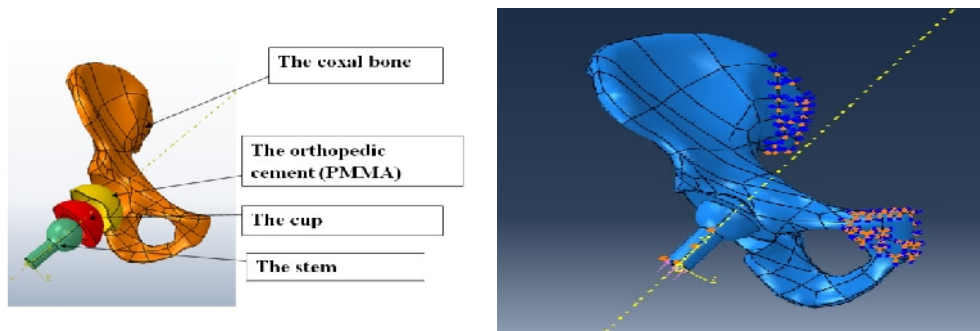 The coxal bone
The orthopedic
cement (PMMA)
The cup
The stem